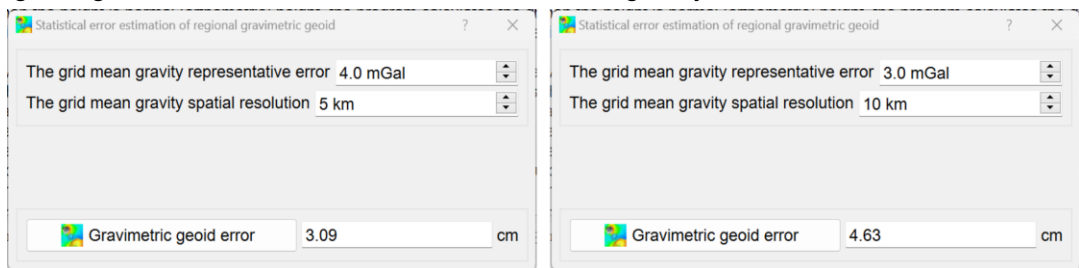 Statistical error estimation of regional gravimetric geoid ? ×
The grid mean gravity representative error 4.0 mGal
The grid mean gravity spatial resolution 5 km
Gravimetric geoid error 3.09 cm
Statistical error estimation of regional gravimetric geoid ? ×
The grid mean gravity representative error 3.0 mGal
The grid mean gravity spatial resolution 10 km
Gravimetric geoid error 4.63 cm